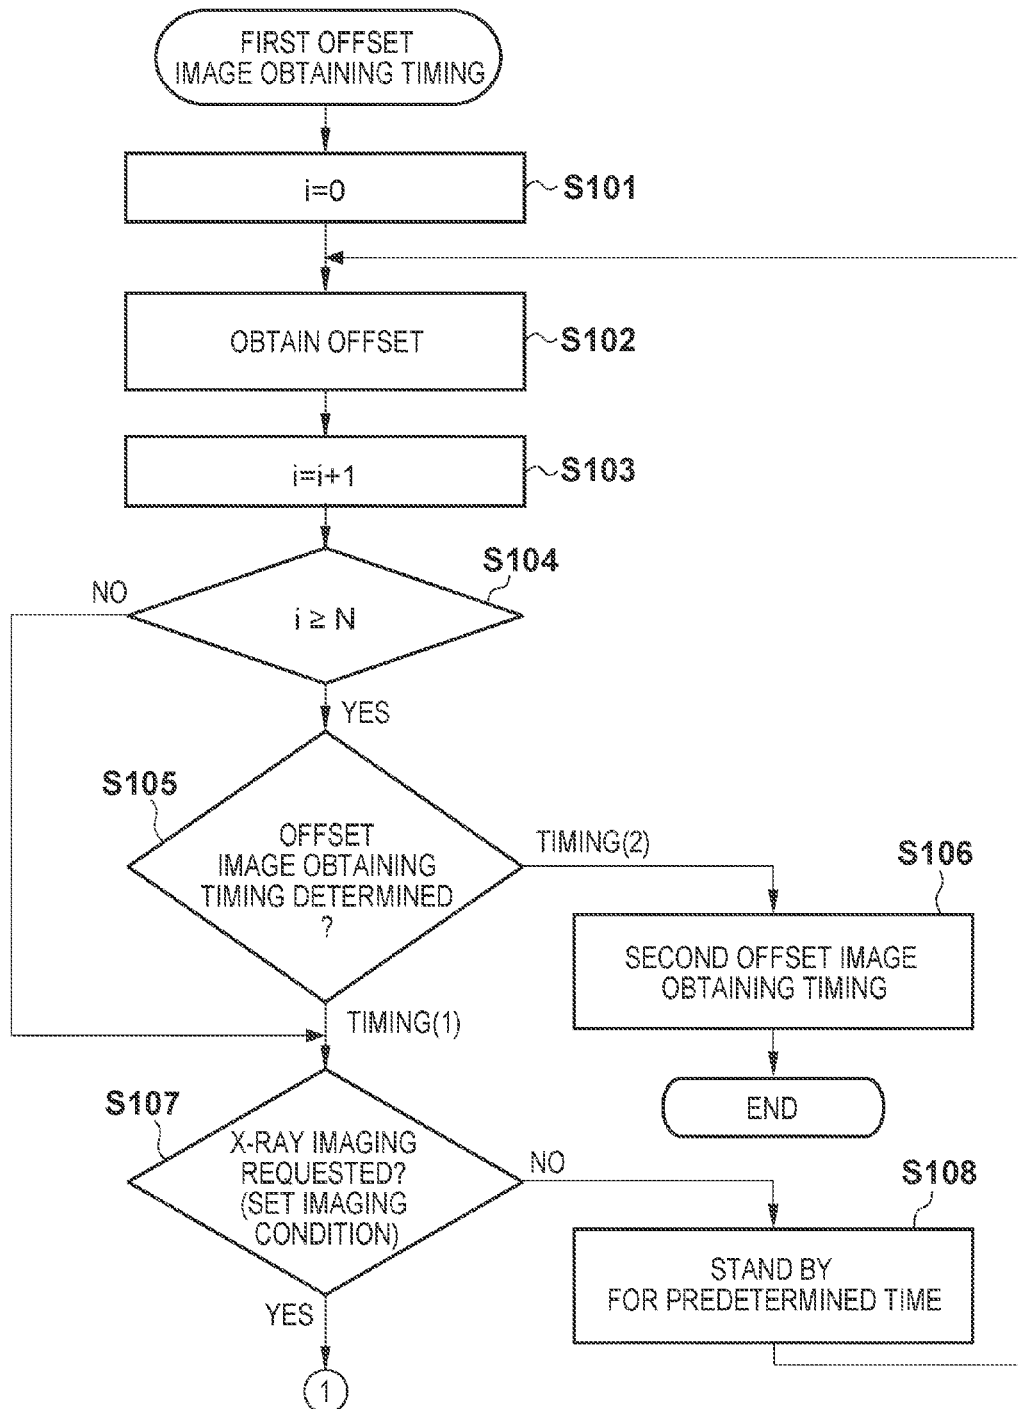 FIRST OFFSET
IMAGE OBTAINING TIMING
i=0
S101
OBTAIN OFFSET
S102
i=i+1
S103
S104
NO
i ≥ N
YES
S105
OFFSET
IMAGE OBTAINING
TIMING DETERMINED
?
TIMING(2)
S106
SECOND OFFSET IMAGE
OBTAINING TIMING
TIMING(1)
END
S107
X-RAY IMAGING
REQUESTED?
(SET IMAGING
CONDITION)
NO
S108
STAND BY
FOR PREDETERMINED TIME
YES
1